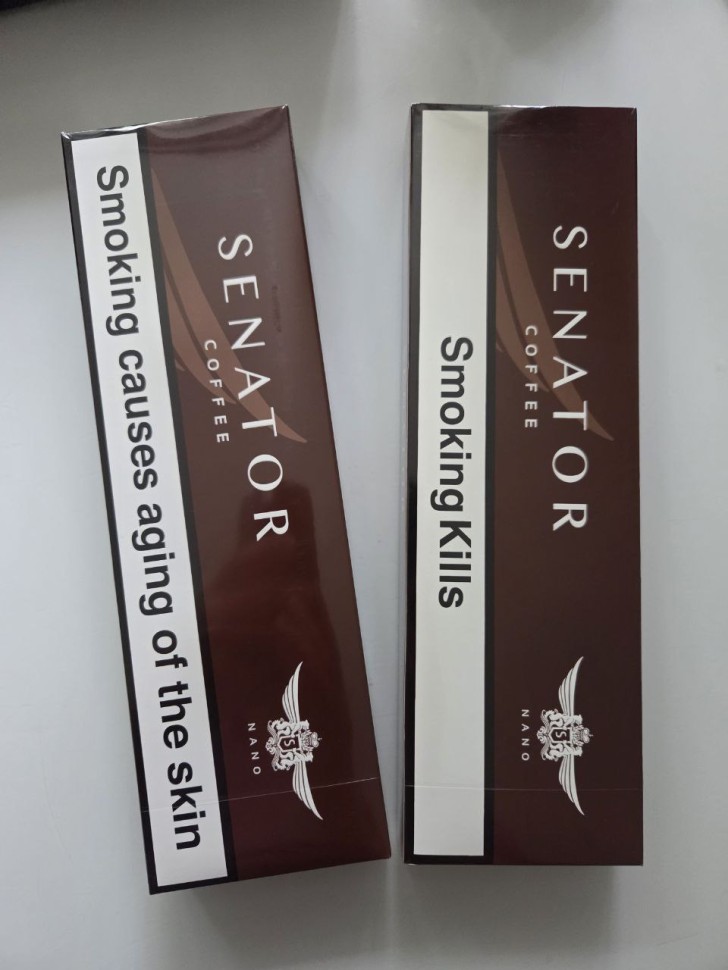 Smoking causes aging of the skin
SENATOR
COFFEE
NANO
S
Smoking Kills
SENATOR
COFFEE
NANO
S